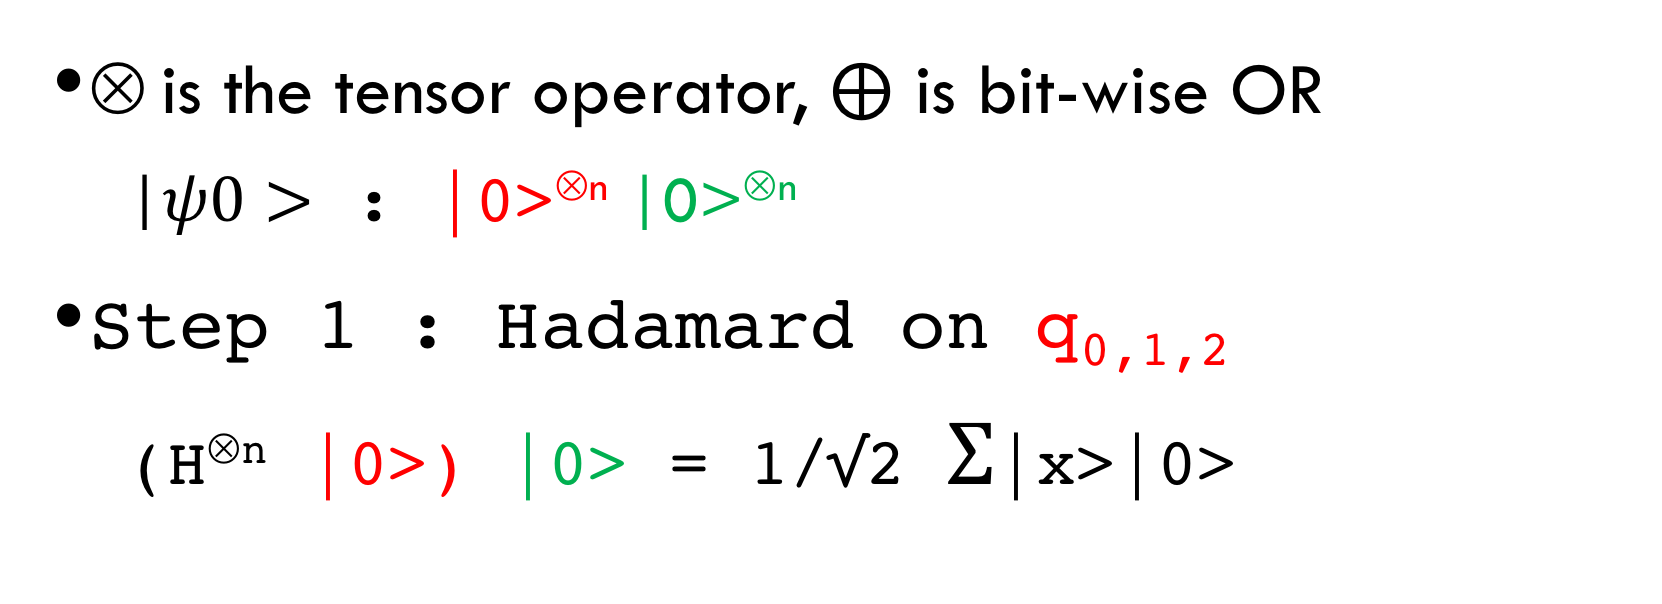 •⊗ is the tensor operator, ⊕ is bit-wise OR
|ψ0 > : |0>⊗n |0>⊗n
•Step 1 : Hadamard on q0,1,2
(H⊗n |0>) |0> = 1/√2 Σ|x>|0>